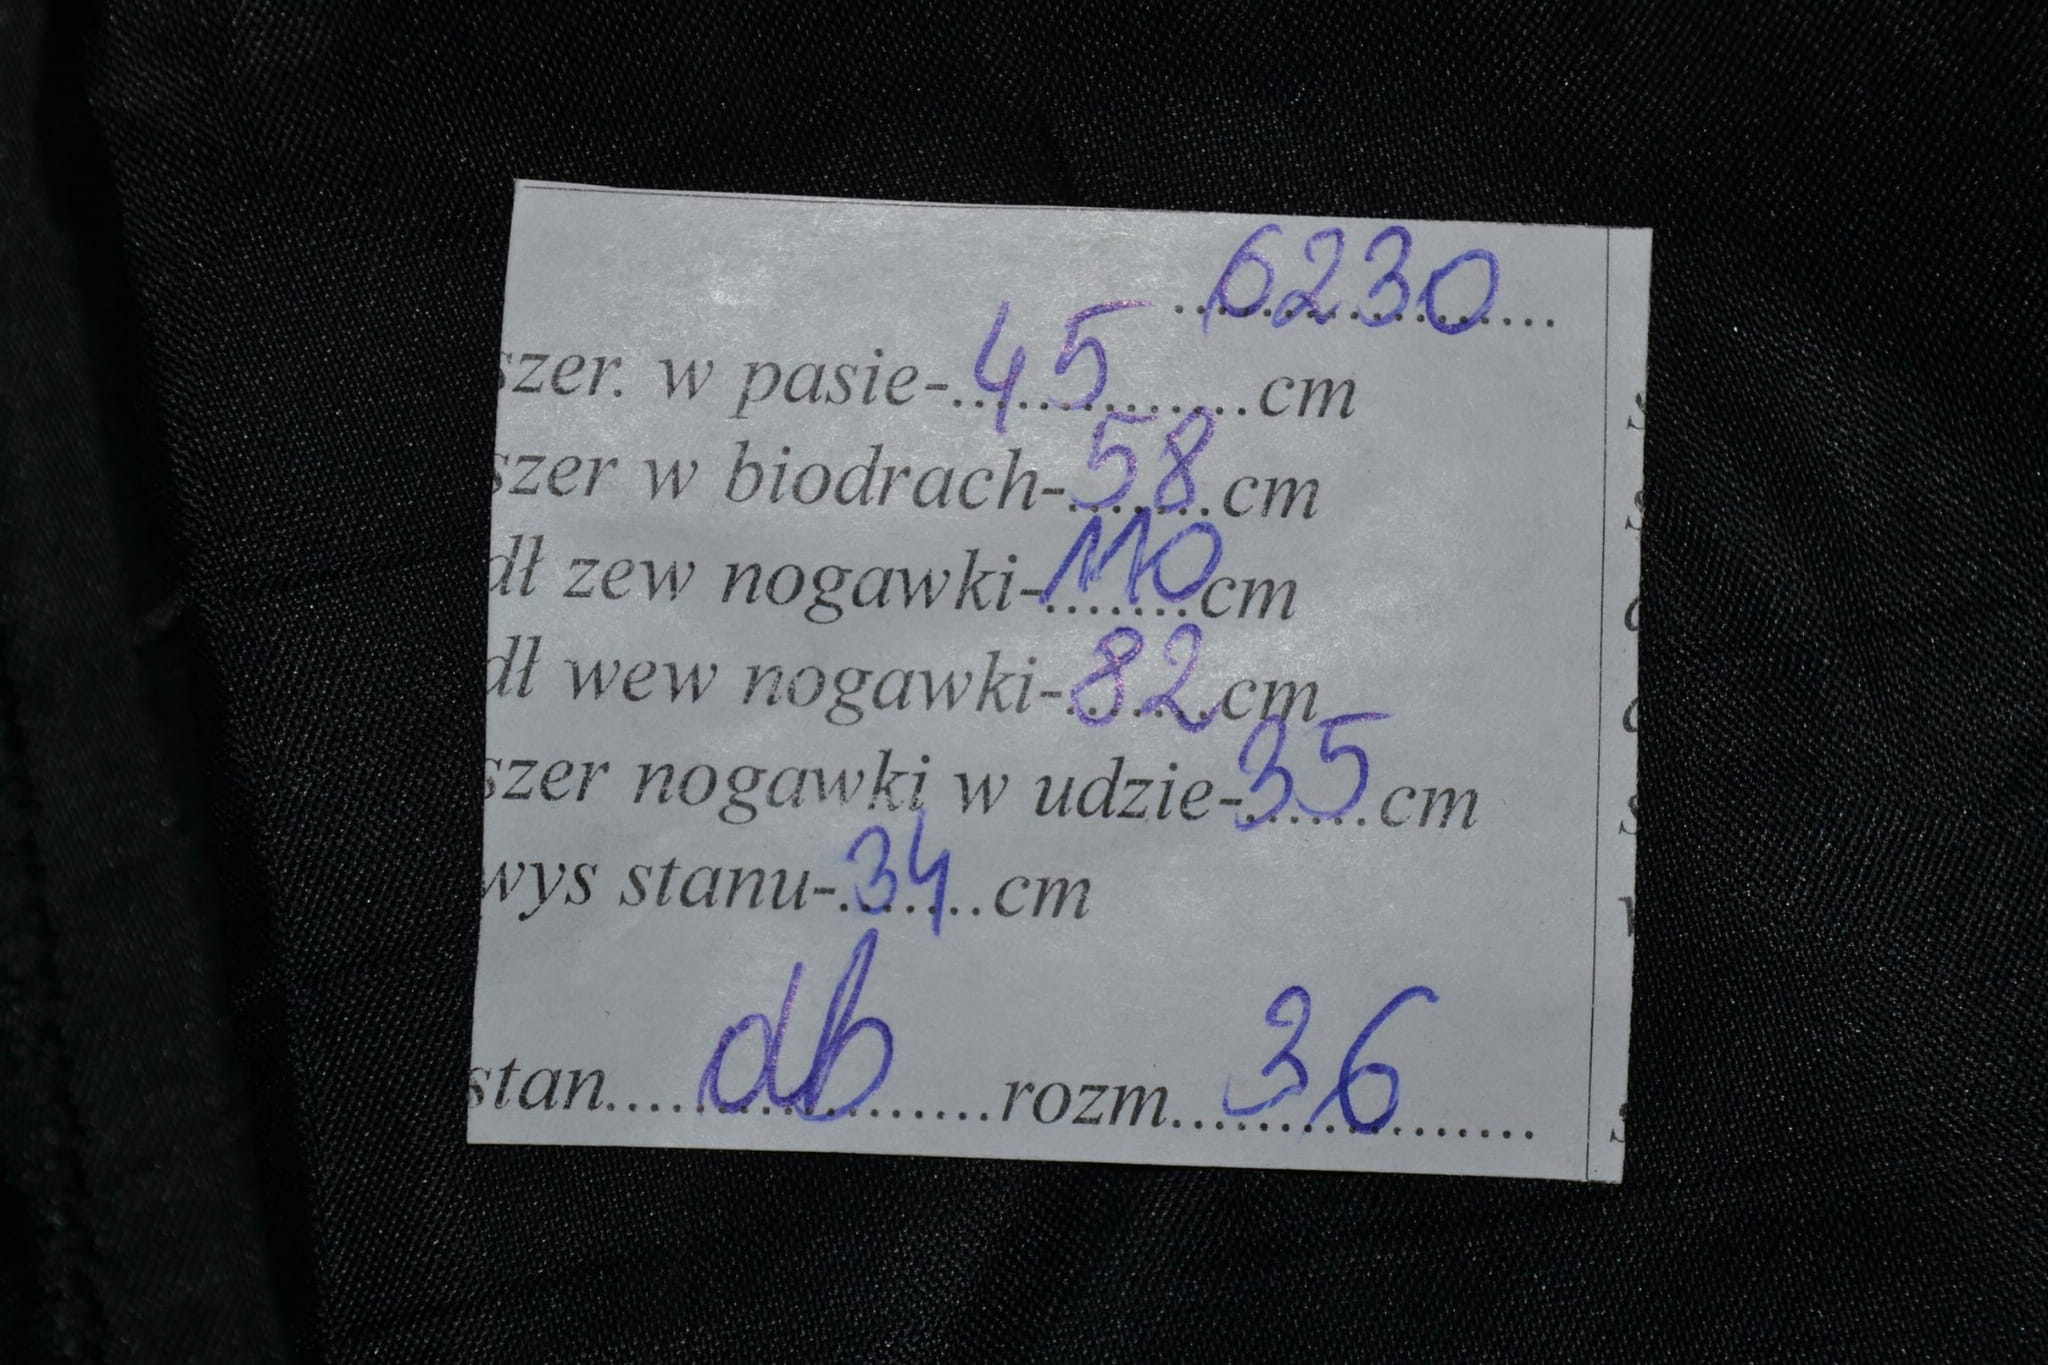 6230
szer. w pasie-45cm
szer w biodrach-58cm
dł zew nogawki-110cm
dł wew nogawki-82cm
szer nogawki w udzie-35cm
wys stanu-34cm
stan....db....rozm....36....